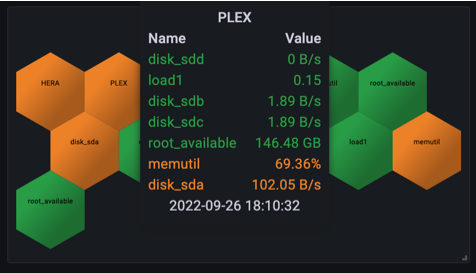 PLEX
Name Value
disk_sdd 0 B/s
load1 0.15
disk_sdb 1.89 B/s
disk_sdc 1.89 B/s
root_available 146.48 GB
memutil 69.36%
disk_sda 102.05 B/s
2022-09-26 18:10:32
HERA
PLEX
disk_sda
root_available
root_available
load1
memutil